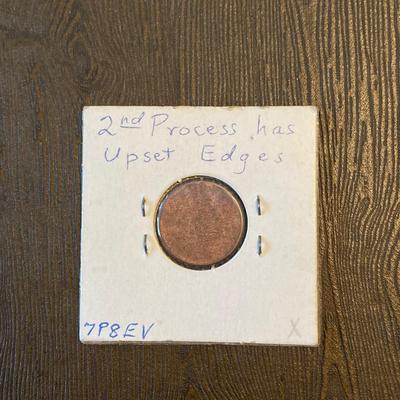 2nd Process has
Upset Edges
7P8EV
X